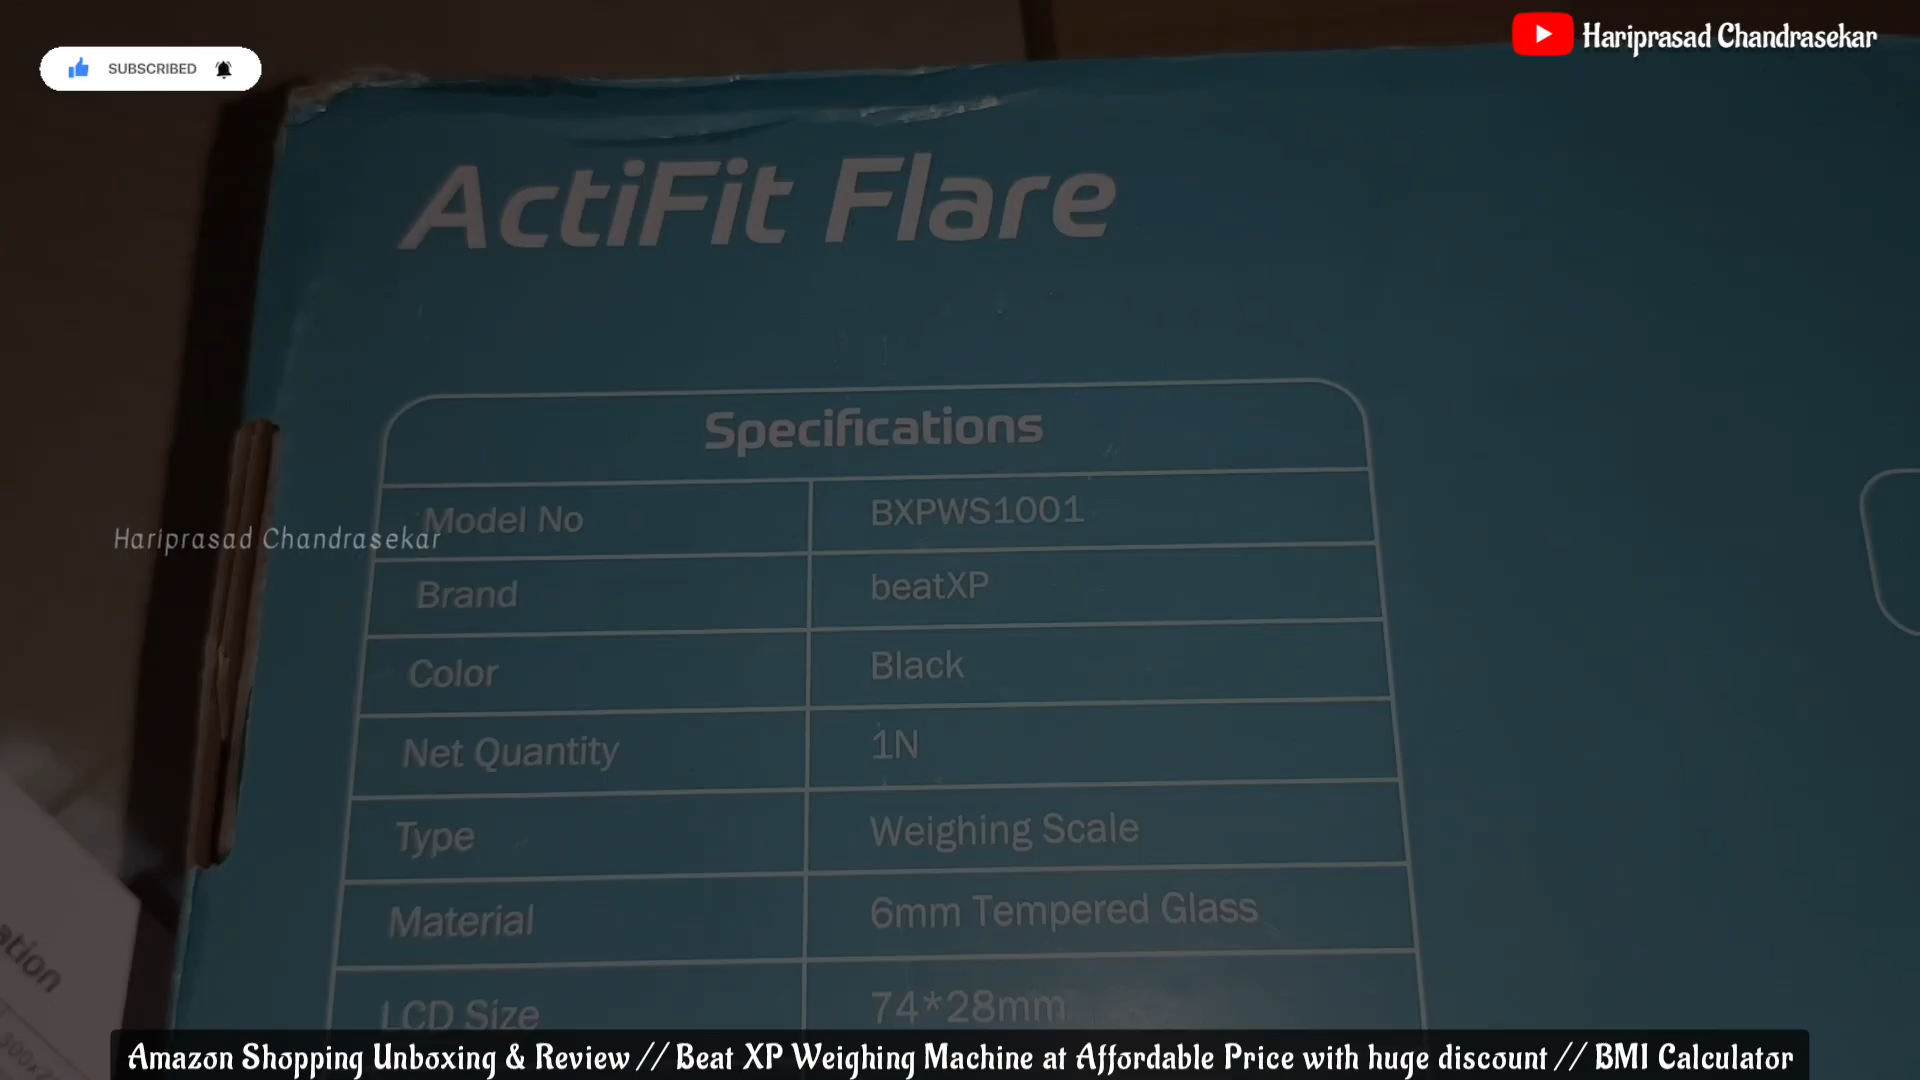 SUBSCRIBED
Hariprasad Chandrasekar
ActiFit Flare
Specifications
Model No BXPWS1001
Hariprasad Chandrasekar
Brand beatXP
Color Black
Net Quantity 1N
Type Weighing Scale
Material 6mm Tempered Glass
LCD Size 74*28mm
Amazon Shopping Unboxing & Review // Beat XP Weighing Machine at Affordable Price with huge discount // BMI Calculator